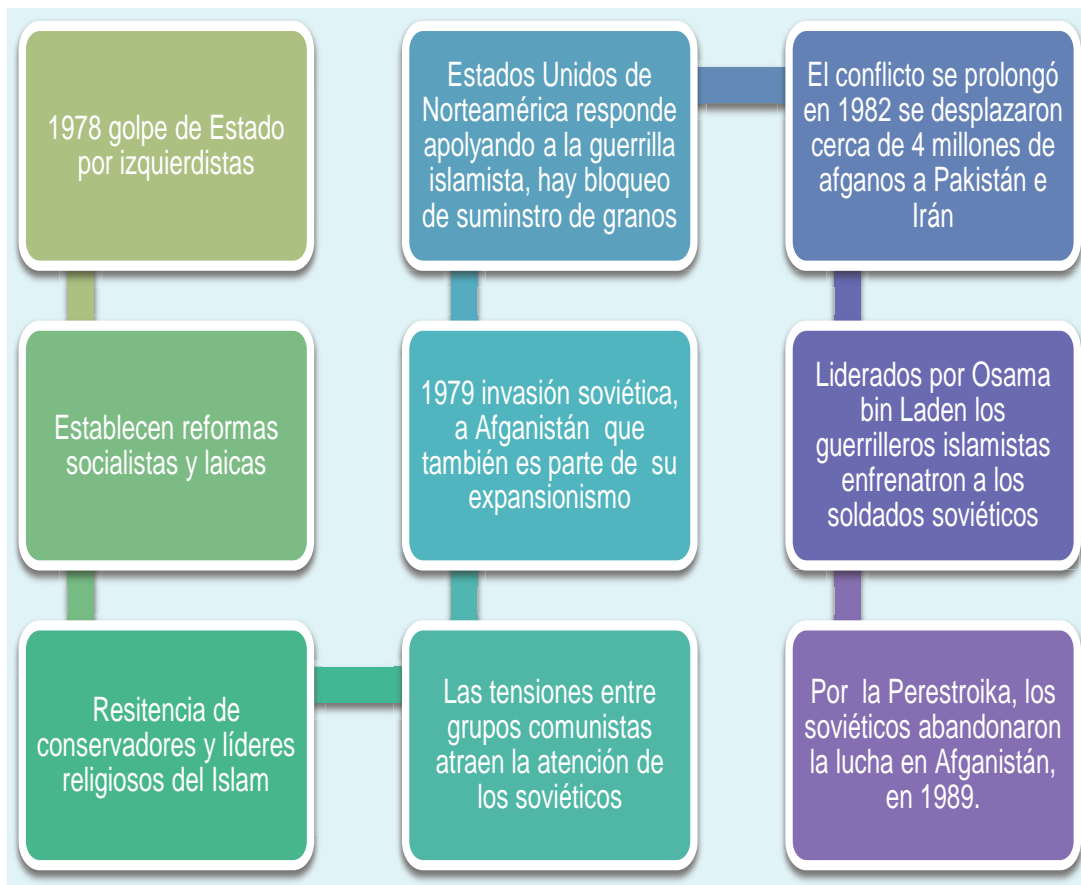 1978 golpe de Estado
por izquierdistas
Establecen reformas
socialistas y laicas
Resitencia de
conservadores y líderes
religiosos del Islam
Las tensiones entre
grupos comunistas
atraen la atención de
los soviéticos
1979 invasión soviética,
a Afganistán que
también es parte de su
expansionismo
Estados Unidos de
Norteamérica responde
apolyando a la guerrilla
islamista, hay bloqueo
de suminstro de granos
El conflicto se prolongó
en 1982 se desplazaron
cerca de 4 millones de
afganos a Pakistán e
Irán
Liderados por Osama
bin Laden los
guerrilleros islamistas
enfrenatron a los
soldados soviéticos
Por la Perestroika, los
soviéticos abandonaron
la lucha en Afganistán,
en 1989.